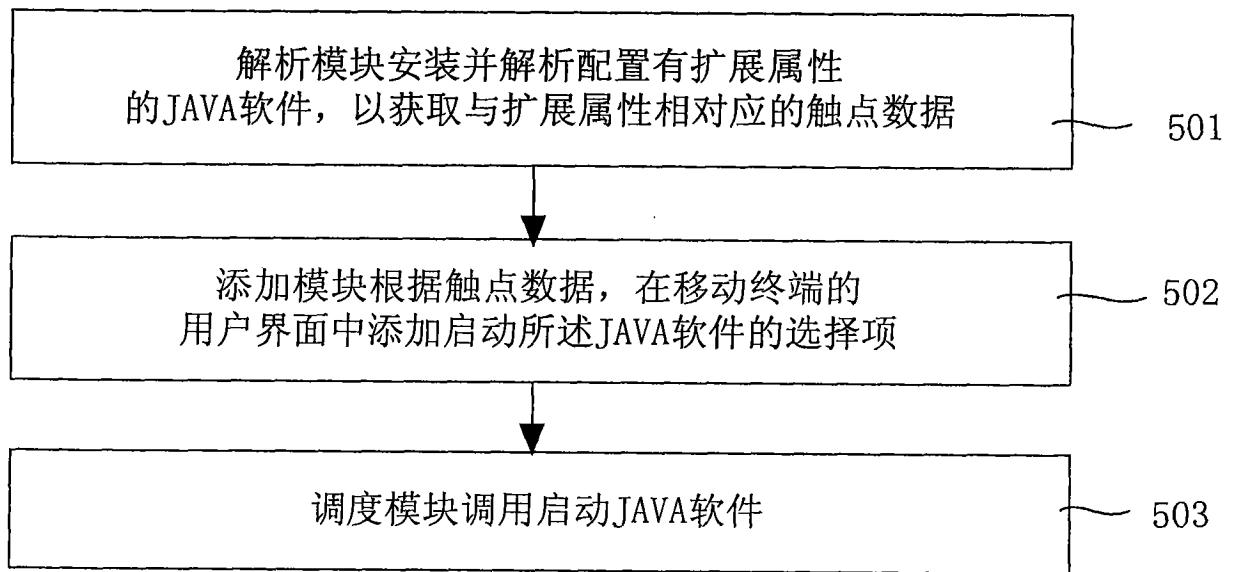 解析模块安装并解析配置有扩展属性
的JAVA软件，以获取与扩展属性相对应的触点数据
501
添加模块根据触点数据，在移动终端的
用户界面中添加启动所述JAVA软件的选择项
502
调度模块调用启动JAVA软件
503